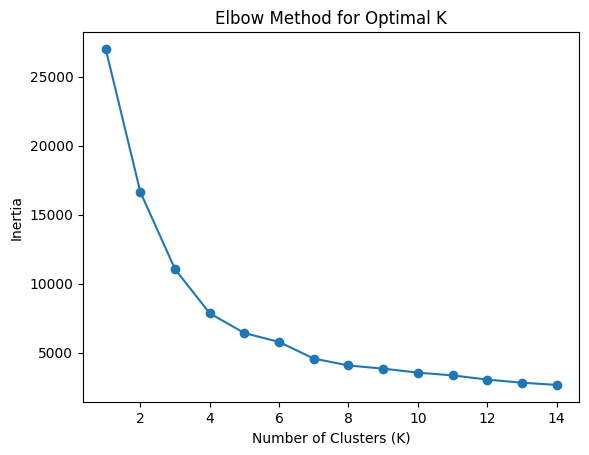 Elbow Method for Optimal K
25000
20000
15000
10000
5000
Inertia
2 4 6 8 10 12 14
Number of Clusters (K)